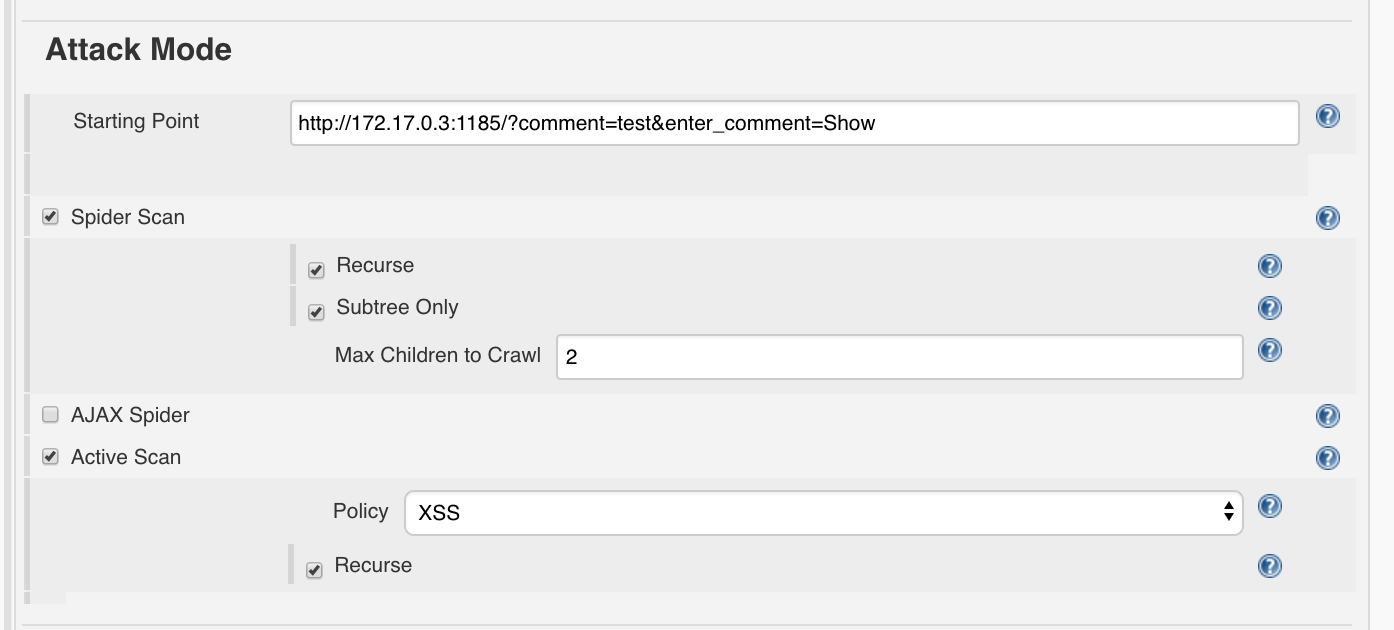 Attack Mode
Starting Point http://172.17.0.3:1185/?comment=test&enter_comment=Show
Spider Scan
Recurse
Subtree Only
Max Children to Crawl 2
AJAX Spider
Active Scan
Policy XSS
Recurse